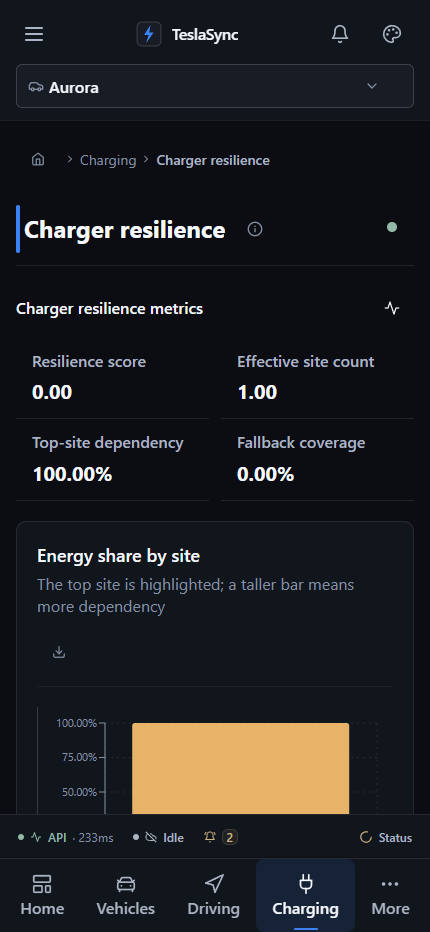 TeslaSync
Aurora
Charging
Charger resilience
Charger resilience
Charger resilience metrics
Resilience score
0.00
Effective site count
1.00
Top-site dependency
100.00%
Fallback coverage
0.00%
Energy share by site
The top site is highlighted; a taller bar means
more dependency
100.00%
75.00%
50.00%
API · 233ms
Idle
2
Status
Home
Vehicles
Driving
Charging
More